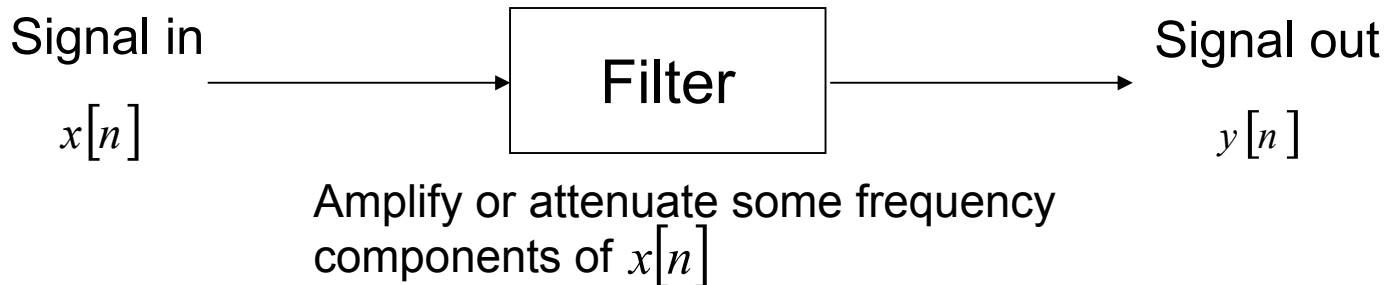 Signal in
Filter
Signal out
x[n]
y[n]
Amplify or attenuate some frequency
components of x[n]